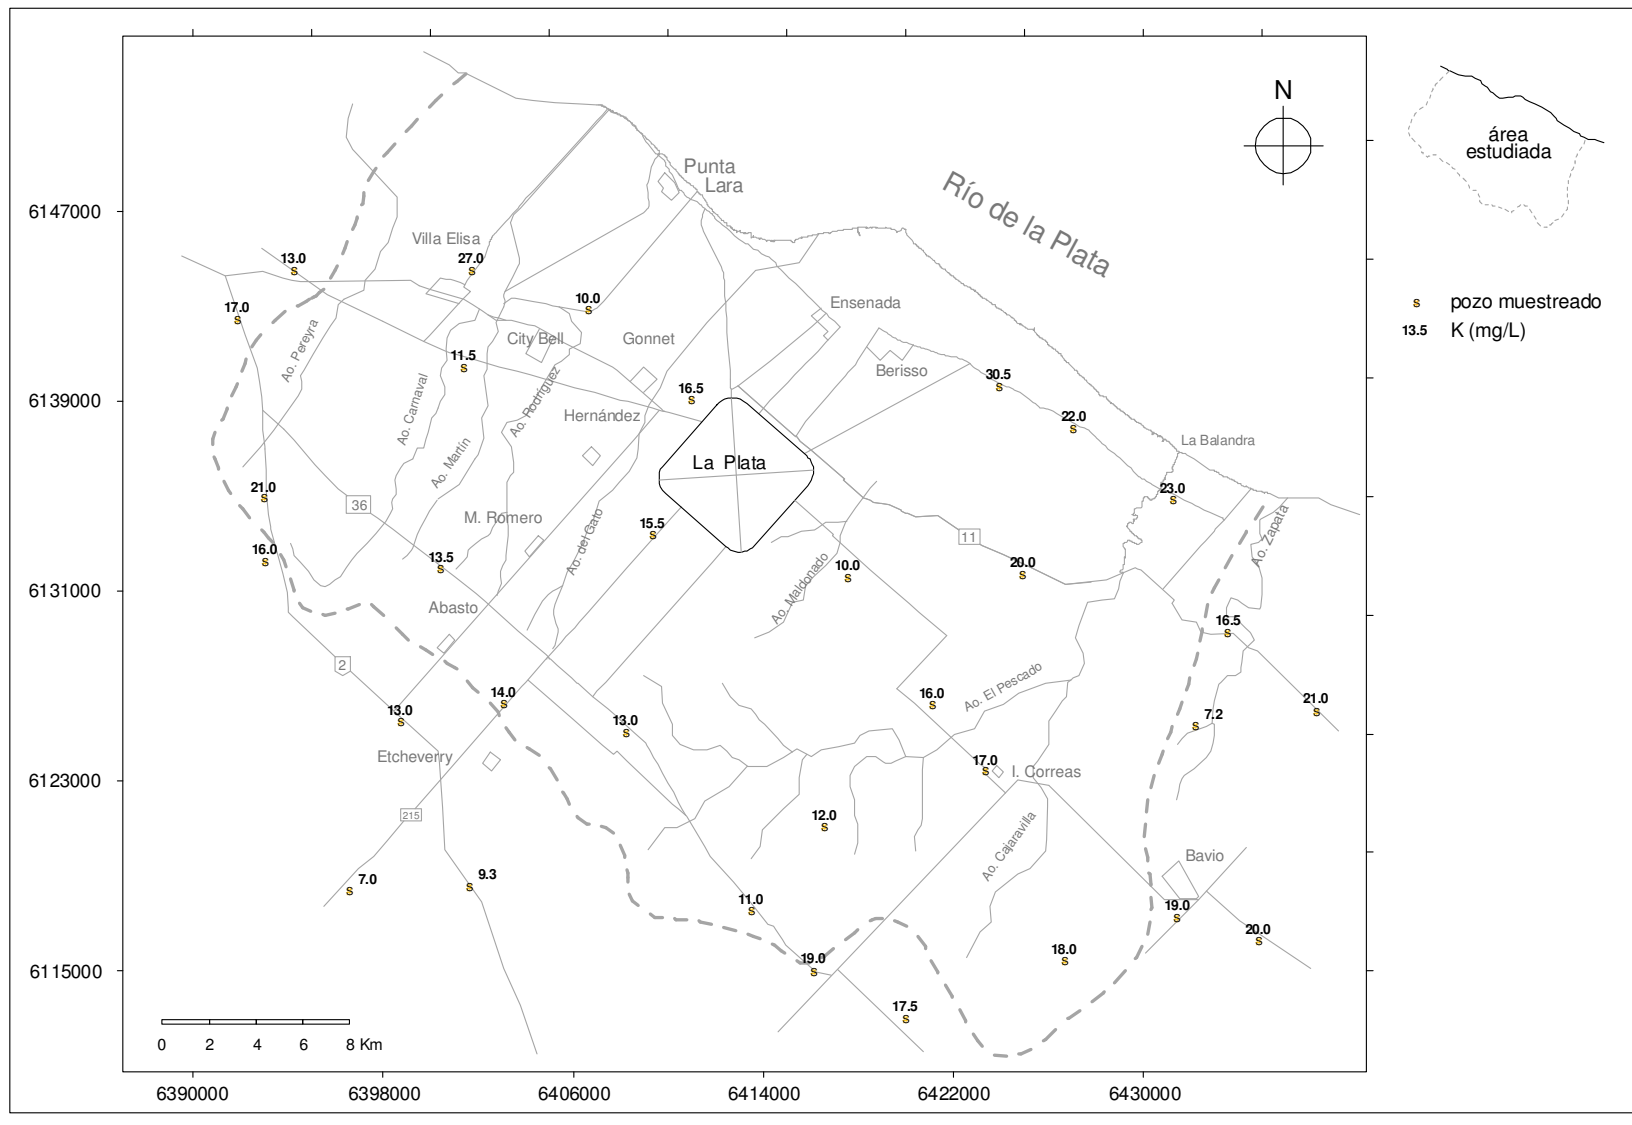 N
Río de la Plata
área
estudiada
Punta
Lara
6147000
Villa Elisa
13.0
s
27.0
s
10.0
s
17.0
s
Ensenada
s pozo muestreado
13.5 K (mg/L)
City Bell
Gonnet
Ao. Pereyra
11.5
s
Berisso
30.5
s
6139000
16.5
s
Ao. Carnaval
Ao. Rodríguez
Hernández
22.0
s
La Balandra
Ao. Martín
La Plata
21.0
s
23.0
s
36
M. Romero
15.5
s
Ao. del Gato
11
Ao. Zapata
16.0
s
13.5
s
10.0
s
20.0
s
Ao. Maldonado
6131000
Abasto
16.5
s
2
Ao. El Pescado
14.0
s
16.0
s
13.0
s
13.0
s
7.2
s
21.0
s
Etcheverry
17.0
s
I. Correas
6123000
215
12.0
s
Ao. Cajaravilla
Bavio
7.0
s
9.3
s
11.0
s
19.0
s
20.0
s
19.0
s
18.0
s
6115000
17.5
s
0 2 4 6 8 Km
6390000 6398000 6406000 6414000 6422000 6430000